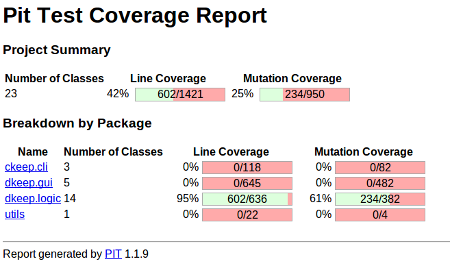 Pit Test Coverage Report
Project Summary
Number of Classes Line Coverage Mutation Coverage
23 42% 602/1421 25% 234/950
Breakdown by Package
Name Number of Classes Line Coverage Mutation Coverage
ckeep.cli 3 0% 0/118 0% 0/82
dkeep.gui 5 0% 0/645 0% 0/482
dkeep.logic 14 95% 602/636 61% 234/382
utils 1 0% 0/22 0% 0/4
Report generated by PIT 1.1.9